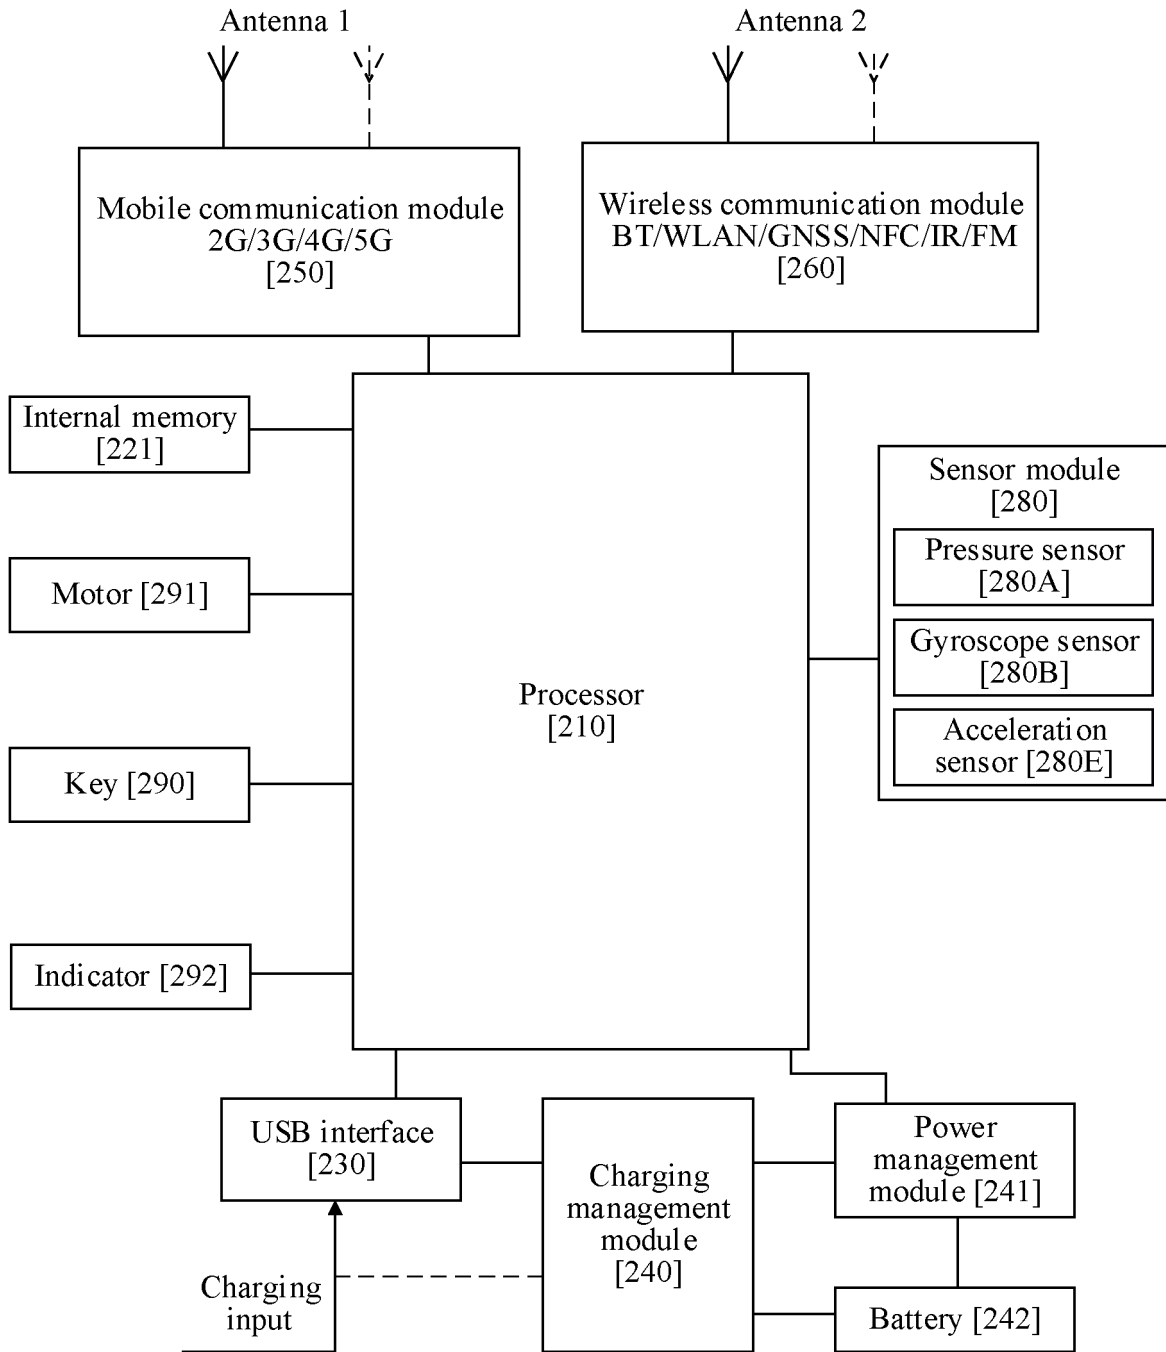 Antenna 1
Antenna 2
Mobile communication module
2G/3G/4G/5G
[250]
Wireless communication module
BT/WLAN/GNSS/NFC/IR/FM
[260]
Internal memory
[221]
Motor [291]
Key [290]
Indicator [292]
Processor
[210]
Sensor module
[280]
Pressure sensor
[280A]
Gyroscope sensor
[280B]
Acceleration
sensor [280E]
USB interface
[230]
Charging
input
Charging
management
module
[240]
Power
management
module [241]
Battery [242]